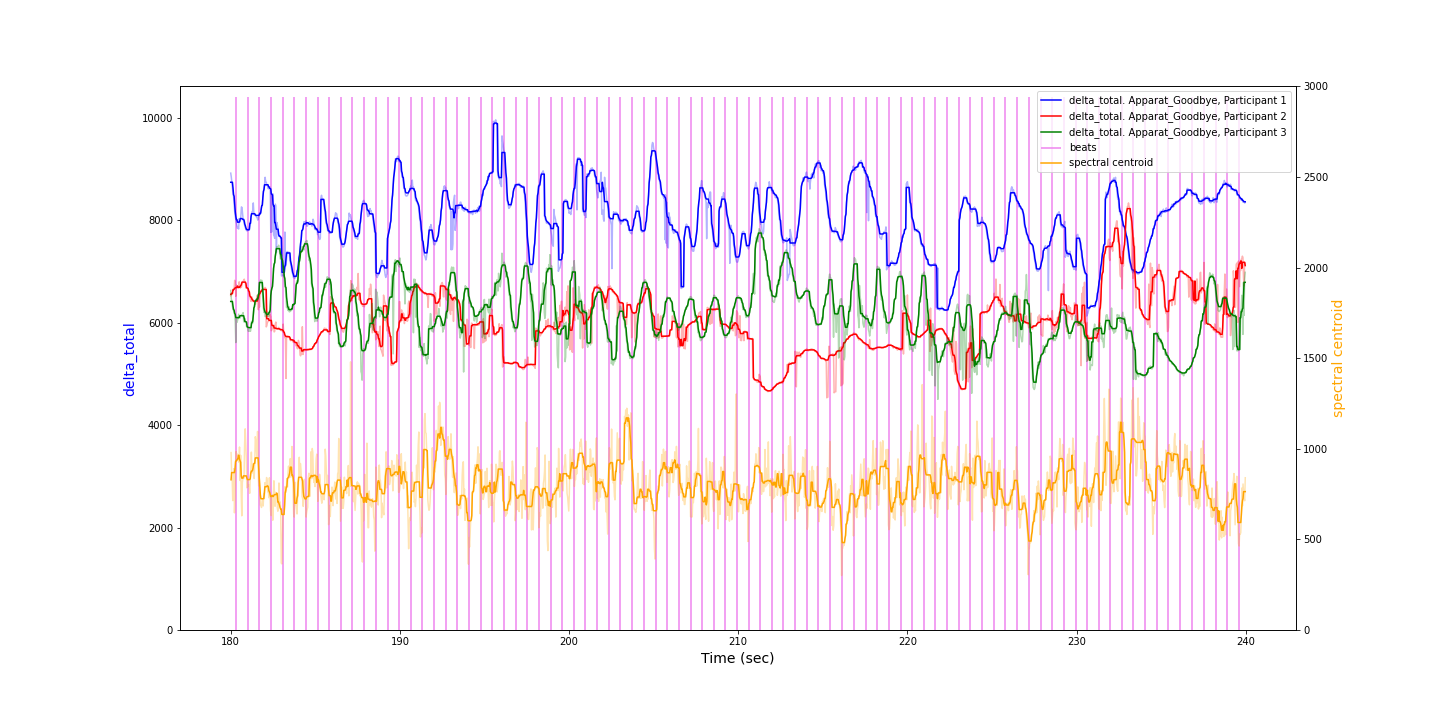 delta_total. Apparat_Goodbye, Participant 1
delta_total. Apparat_Goodbye, Participant 2
delta_total. Apparat_Goodbye, Participant 3
beats
spectral centroid
10000
8000
6000
4000
2000
0
delta_total
3000
2500
2000
1500
1000
500
0
spectral centroid
180
190
200
210
220
230
240
Time (sec)